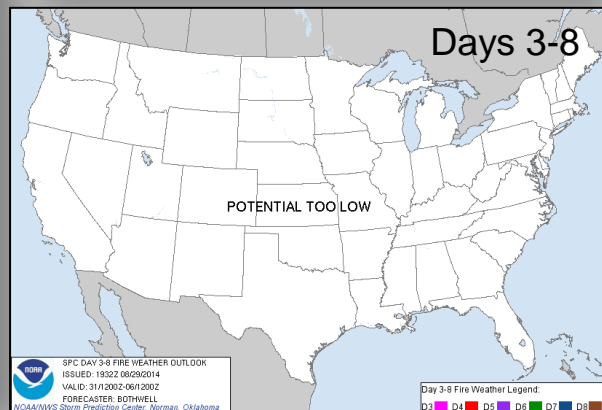 Days 3-8
POTENTIAL TOO LOW
NOAA
SPC DAY 3-8 FIRE WEATHER OUTLOOK
ISSUED: 1932Z 08/29/2014
VALID: 31/1200Z-06/1200Z
FORECASTER: BOTHWELL
NOAA/NWS Storm Prediction Center, Norman, Oklahoma
Day 3-8 Fire Weather Legend:
D3 D4 D5 D6 D7 D8